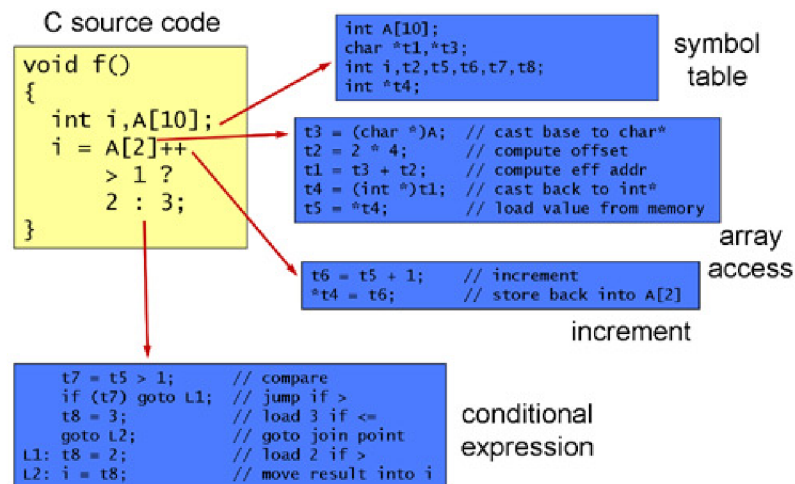 C source code
void f()
{
int i,A[10];
i = A[2]++
> 1 ?
2 : 3;
}
int A[10];
char *t1,*t3;
int i,t2,t5,t6,t7,t8;
int *t4;
symbol
table
t3 = (char *)A; // cast base to char*
t2 = 2 * 4; // compute offset
t1 = t3 + t2; // compute eff addr
t4 = (int *)t1; // cast back to int*
t5 = *t4; // load value from memory
array
access
t6 = t5 + 1; // increment
*t4 = t6; // store back into A[2]
increment
t7 = t5 > 1; // compare
if (t7) goto L1; // jump if >
t8 = 3; // load 3 if <=
goto L2; // goto join point
L1: t8 = 2; // load 2 if >
L2: i = t8; // move result into i
conditional
expression